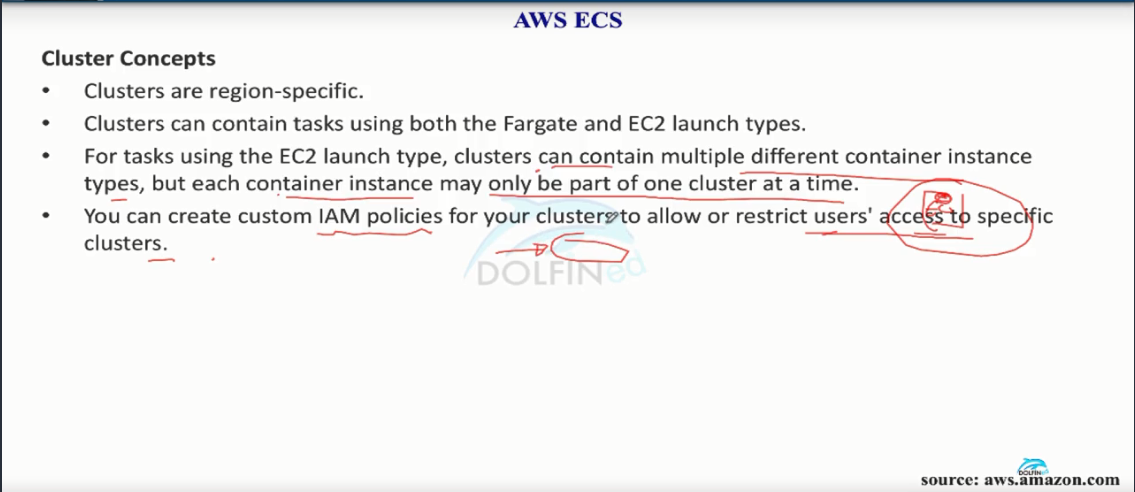 AWS ECS
Cluster Concepts
• Clusters are region-specific.
• Clusters can contain tasks using both the Fargate and EC2 launch types.
• For tasks using the EC2 launch type, clusters can contain multiple different container instance
types, but each container instance may only be part of one cluster at a time.
• You can create custom IAM policies for your clusters to allow or restrict users' access to specific
clusters.
DOLFINed
DOLFIN
source: aws.amazon.com